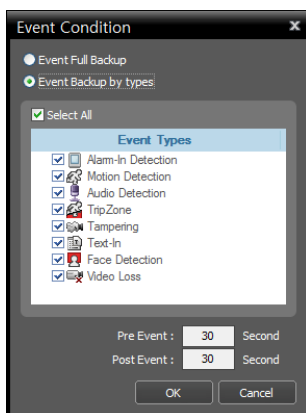 Event Condition x
Event Full Backup
Event Backup by types
Select All
Event Types
Alarm-In Detection
Motion Detection
Audio Detection
TripZone
Tampering
Text-In
Face Detection
Video Loss
Pre Event : 30 Second
Post Event : 30 Second
OK Cancel